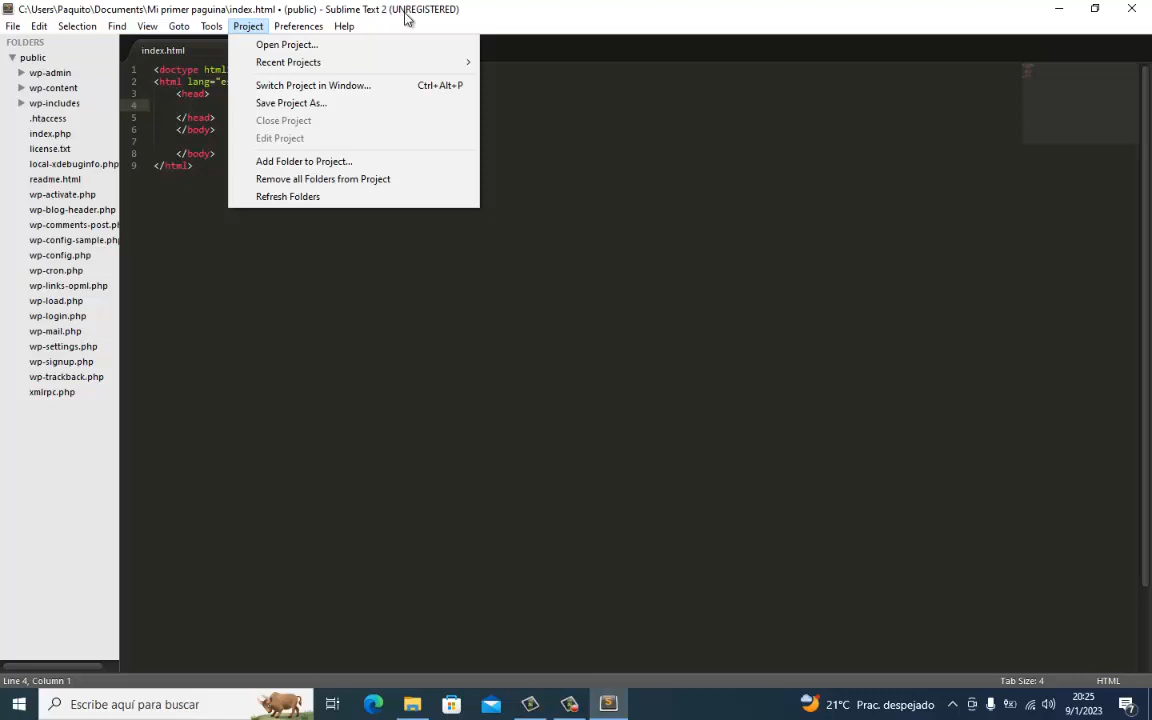 C:\Users\Paquito\Documents\Mi primer paguina\index.html • (public) - Sublime Text 2 (UNREGISTERED)
File Edit Selection Find View Goto Tools Project Preferences Help
FOLDERS
public
wp-admin
wp-content
wp-includes
.htaccess
index.php
license.txt
local-xdebuginfo.php
readme.html
wp-activate.php
wp-blog-header.php
wp-comments-post.ph
wp-config-sample.php
wp-config.php
wp-cron.php
wp-links-opml.php
wp-load.php
wp-login.php
wp-mail.php
wp-settings.php
wp-signup.php
wp-trackback.php
xmlrpc.php
index.html
1 <doctype html
2 <html lang="e
3 <head>
4
5 </head>
6 </body>
7
8 </body>
9 </html>
Open Project...
Recent Projects
Switch Project in Window... Ctrl+Alt+P
Save Project As...
Close Project
Edit Project
Add Folder to Project...
Remove all Folders from Project
Refresh Folders
Line 4, Column 1 Tab Size: 4 HTML
Escribe aquí para buscar 21°C Prac. despejado 20:25
9/1/2023 7